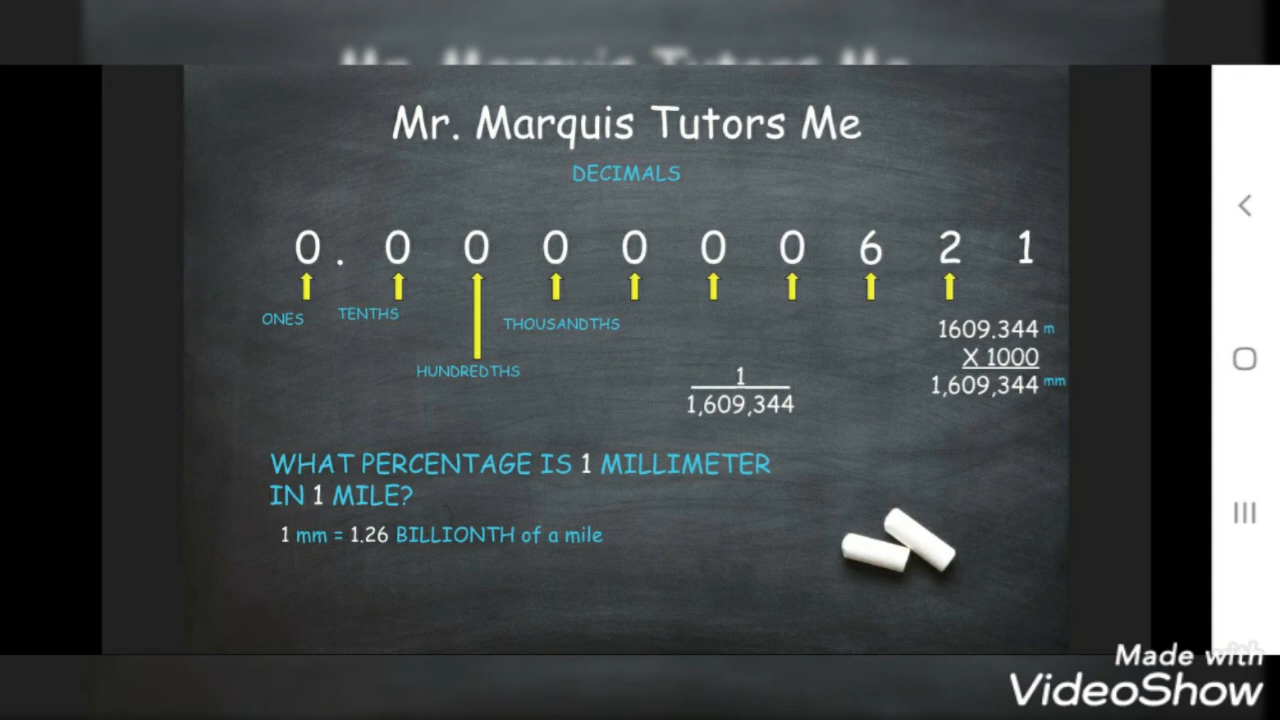 Mr. Marquis Tutors Me
DECIMALS
0 . 0 0 0 0 0 0 6 2 1
ONES
TENTHS
HUNDREDTHS
THOUSANDTHS
1
1,609,344
1609.344 m
X 1000
1,609,344 mm
WHAT PERCENTAGE IS 1 MILLIMETER
IN 1 MILE?
1 mm = 1.26 BILLIONTH of a mile
Made with
VideoShow